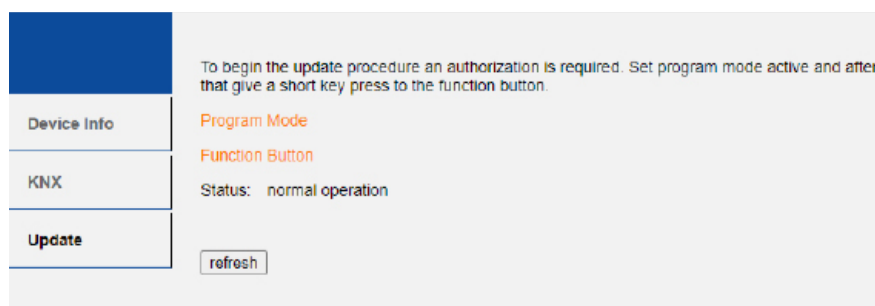 To begin the update procedure an authorization is required. Set program mode active and after
that give a short key press to the function button.
Device Info
Program Mode
Function Button
KNX
Status: normal operation
Update
refresh